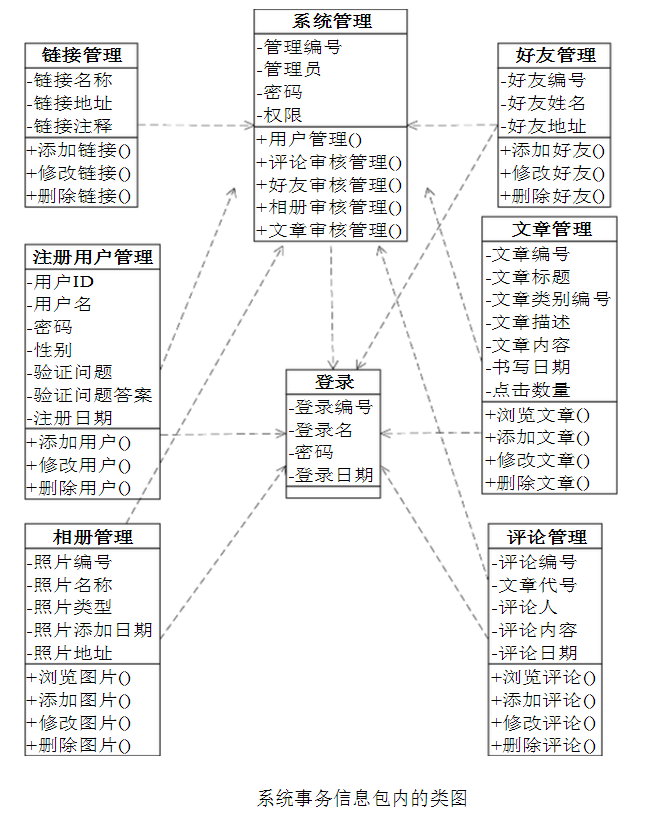 系统管理
-管理编号
-管理员
-密码
-权限
+用户管理()
+评论审核管理()
+好友审核管理()
+相册审核管理()
+文章审核管理()
链接管理
-链接名称
-链接地址
-链接注释
+添加链接()
+修改链接()
+删除链接()
好友管理
-好友编号
-好友姓名
-好友地址
+添加好友()
+修改好友()
+删除好友()
注册用户管理
-用户ID
-用户名
-密码
-性别
-验证问题
-验证问题答案
-注册日期
+添加用户()
+修改用户()
+删除用户()
文章管理
-文章编号
-文章标题
-文章类别编号
-文章描述
-文章内容
-书写日期
-点击数量
+浏览文章()
+添加文章()
+修改文章()
+删除文章()
登录
-登录编号
-登录名
-密码
-登录日期
相册管理
-照片编号
-照片名称
-照片类型
-照片添加日期
-照片地址
+浏览图片()
+添加图片()
+修改图片()
+删除图片()
评论管理
-评论编号
-文章代号
-评论人
-评论内容
-评论日期
+浏览评论()
+添加评论()
+修改评论()
+删除评论()
系统事务信息包内的类图